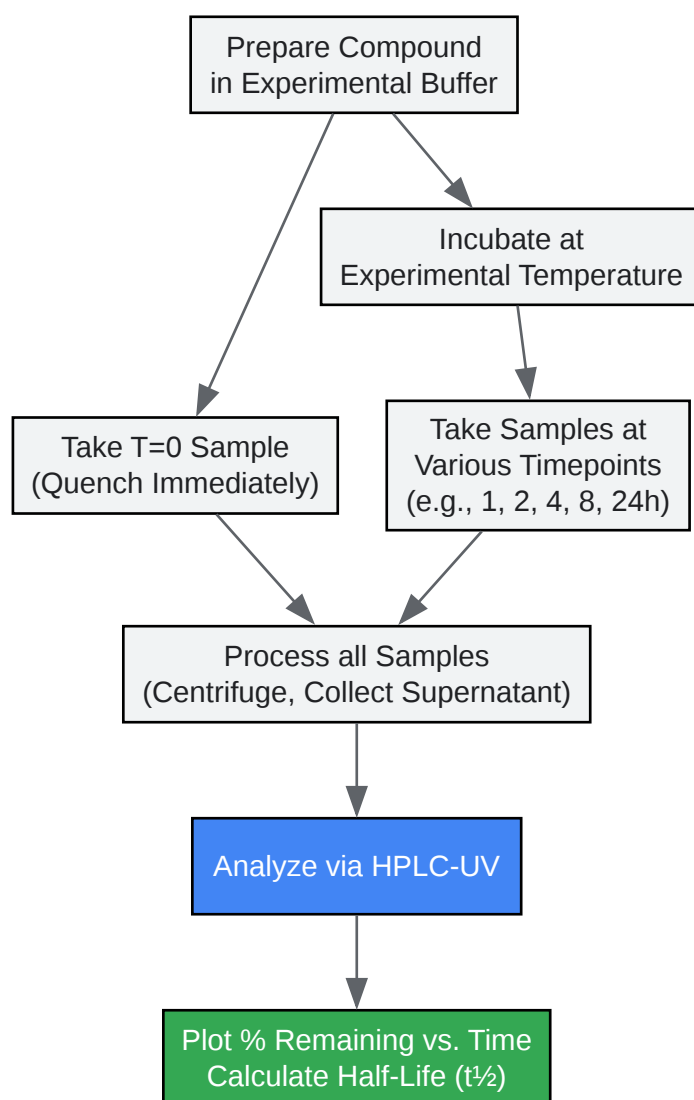 Prepare Compound
in Experimental Buffer
Incubate at
Experimental Temperature
Take T=0 Sample
(Quench Immediately)
Take Samples at
Various Timepoints
(e.g., 1, 2, 4, 8, 24h)
Process all Samples
(Centrifuge, Collect Supernatant)
Analyze via HPLC-UV
Plot % Remaining vs. Time
Calculate Half-Life (t½)